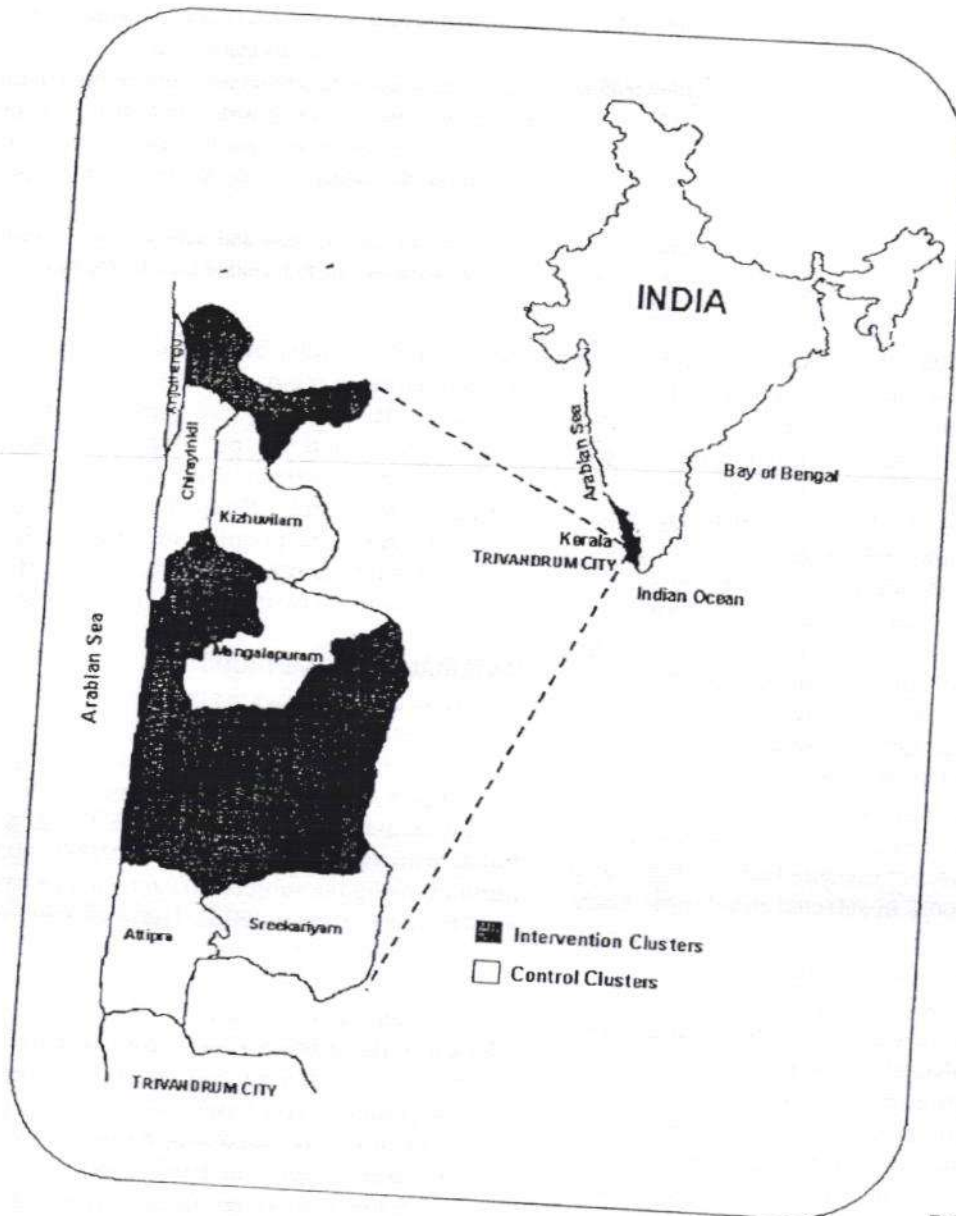 INDIA
Arabian Sea
Bay of Bengal
Kerala
TRIVANDRUM CITY
Indian Ocean
Anjuthengu
Chirayinkil
Kizhuvilam
Mangalapuram
Arabian Sea
Attipra
Sreekariyam
Intervention Clusters
Control Clusters
TRIVANDRUM CITY